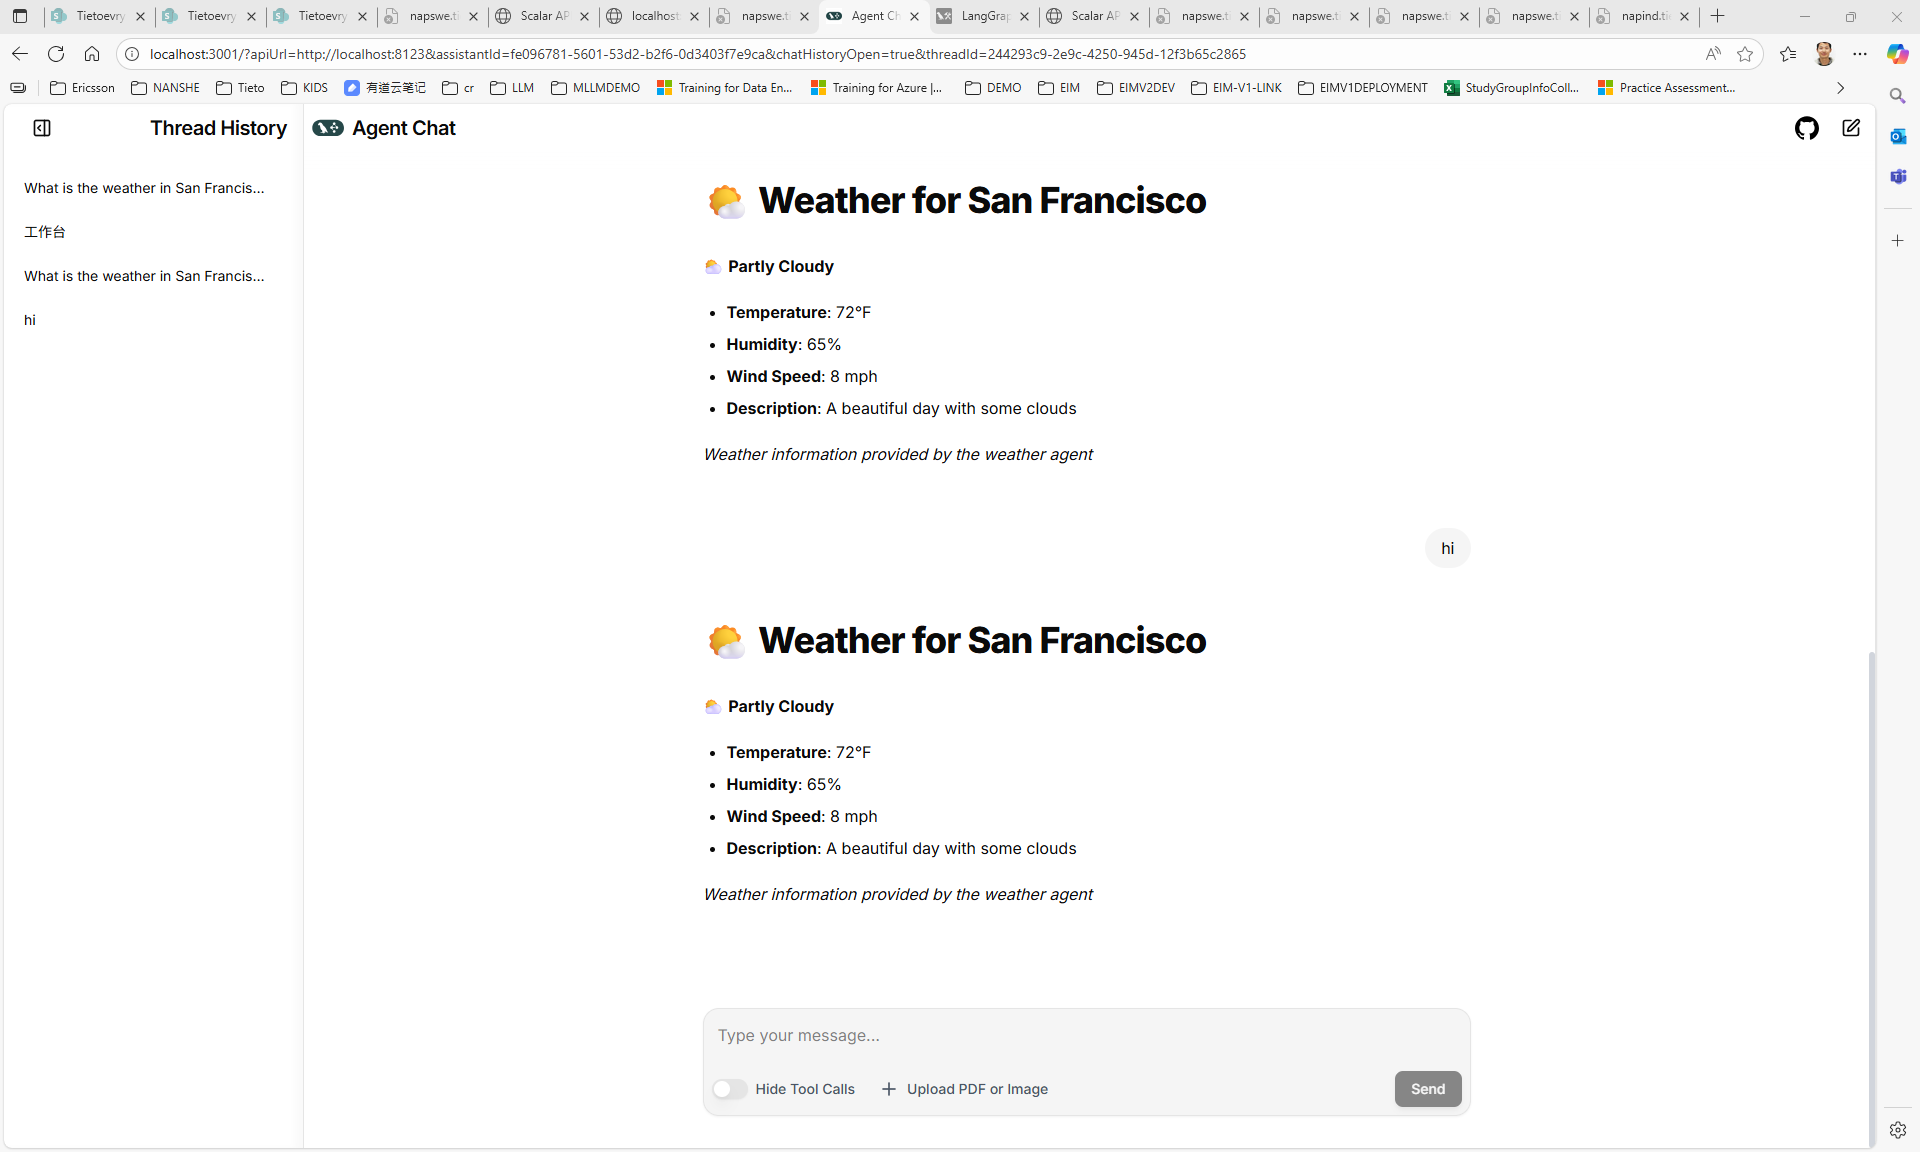 Tietoevry
Tietoevry
Tietoevry
napswe.ti
Scalar AP
localhost:
napswe.ti
Agent Ch
LangGrap
Scalar AP
napswe.ti
napswe.ti
napswe.ti
napswe.ti
napind.tie
localhost:3001/?apiUrl=http://localhost:8123&assistantId=fe096781-5601-53d2-b2f6-0d3403f7e9ca&chatHistoryOpen=true&threadId=244293c9-2e9c-4250-945d-12f3b65c2865
Ericsson
NANSHE
Tieto
KIDS
有道云笔记
cr
LLM
MLLMDEMO
Training for Data En...
Training for Azure |...
DEMO
EIM
EIMV2DEV
EIM-V1-LINK
EIMV1DEPLOYMENT
StudyGroupInfoColl...
Practice Assessment...
Thread History
Agent Chat
What is the weather in San Francis...
工作台
What is the weather in San Francis...
hi
Weather for San Francisco
Partly Cloudy
• Temperature: 72°F
• Humidity: 65%
• Wind Speed: 8 mph
• Description: A beautiful day with some clouds
Weather information provided by the weather agent
hi
Weather for San Francisco
Partly Cloudy
• Temperature: 72°F
• Humidity: 65%
• Wind Speed: 8 mph
• Description: A beautiful day with some clouds
Weather information provided by the weather agent
Type your message...
Hide Tool Calls
Upload PDF or Image
Send